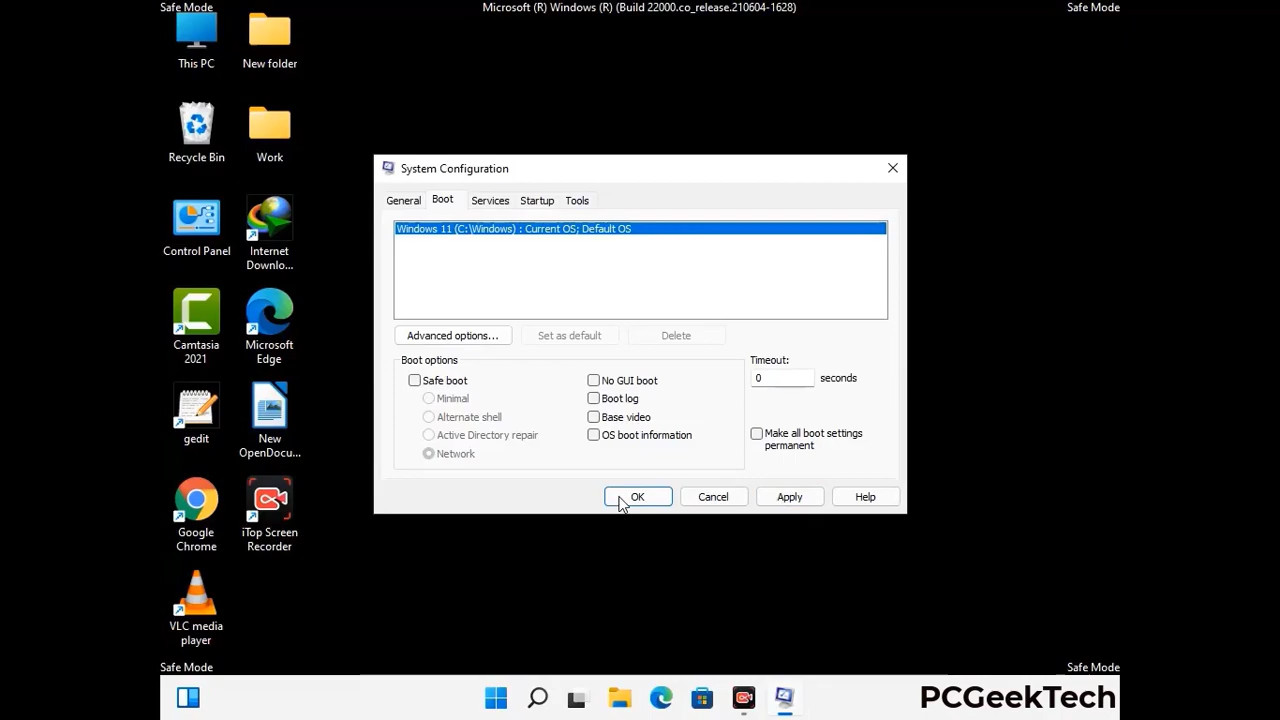 Safe Mode
Microsoft (R) Windows (R) (Build 22000.co_release.210604-1628)
Safe Mode
This PC
New folder
Recycle Bin
Work
Control Panel
Internet
Downlo...
Camtasia
2021
Microsoft
Edge
gedit
New
OpenDocu...
Google
Chrome
iTop Screen
Recorder
VLC media
player
System Configuration
General
Boot
Services
Startup
Tools
Windows 11 (C:\Windows) : Current OS; Default OS
Advanced options...
Set as default
Delete
Boot options
Safe boot
Minimal
Alternate shell
Active Directory repair
Network
No GUI boot
Boot log
Base video
OS boot information
Timeout:
0 seconds
Make all boot settings
permanent
OK
Cancel
Apply
Help
Safe Mode
Safe Mode
PCGeekTech